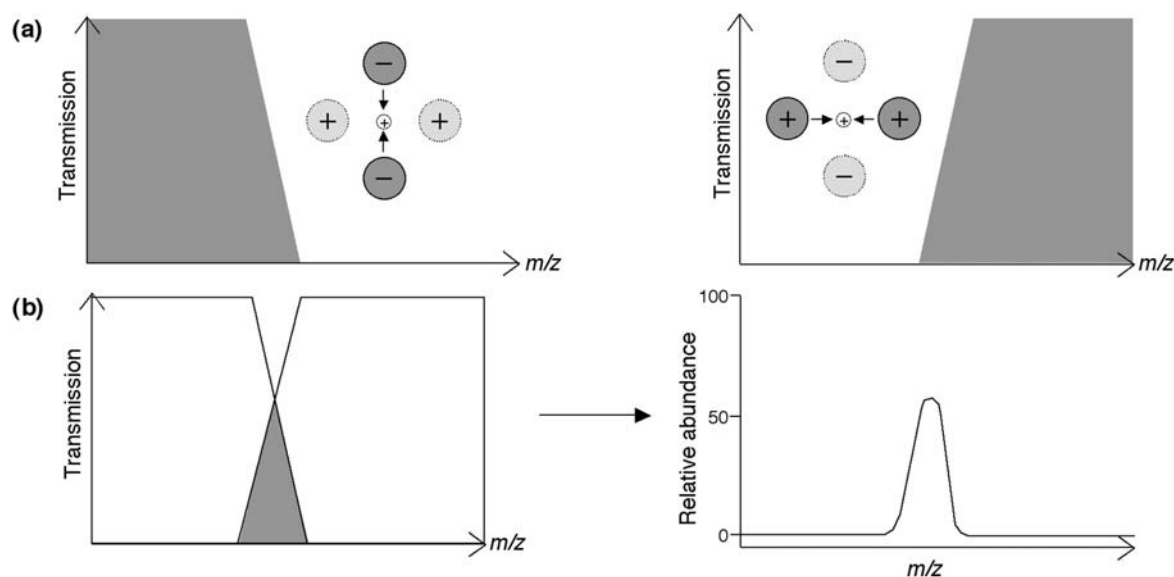 (a)
Transmission
−
+
+
+
−
m/z
Transmission
−
+
+
+
−
m/z
(b)
Transmission
m/z
Relative abundance
100
50
0
m/z